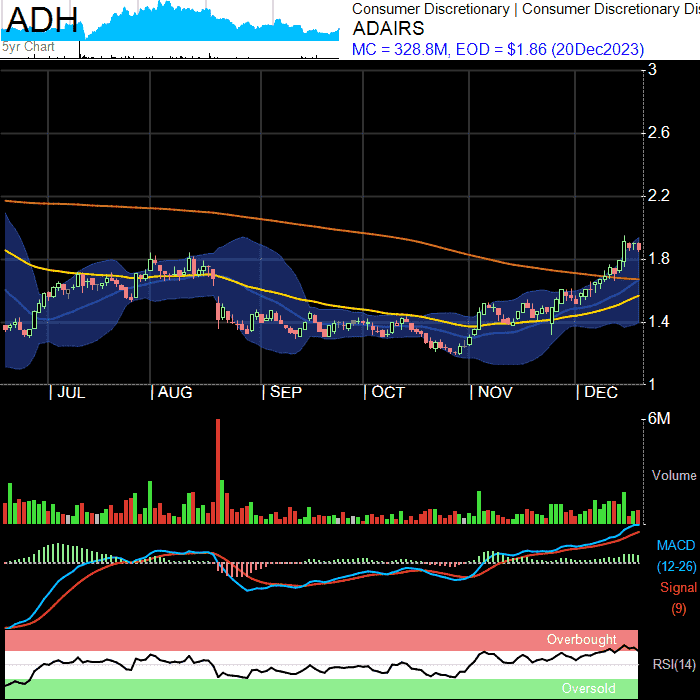 ADH
5yr Chart
Consumer Discretionary | Consumer Discretionary Dis
ADAIRS
MC = 328.8M, EOD = $1.86 (20Dec2023)
3
2.6
2.2
1.8
1.4
1
| JUL | AUG | SEP | OCT | NOV | DEC
6M
Volume
MACD
(12-26)
Signal
(9)
Overbought
RSI(14)
Oversold